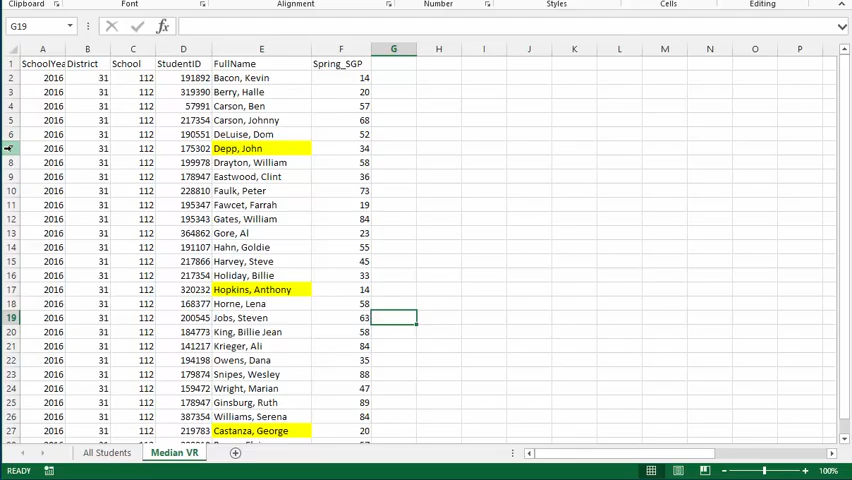 Clipboard Font Alignment Number Styles Cells Editing
G19 fx
A B C D E F G H I J K L M N O P
1 SchoolYea District School StudentID FullName Spring_SGP
2 2016 31 112 191892 Bacon, Kevin 14
3 2016 31 112 319390 Berry, Halle 20
4 2016 31 112 57991 Carson, Ben 57
5 2016 31 112 217354 Carson, Johnny 68
6 2016 31 112 190551 DeLuise, Dom 52
2016 31 112 175302 Depp, John 34
8 2016 31 112 199978 Drayton, William 58
9 2016 31 112 178947 Eastwood, Clint 36
10 2016 31 112 228810 Faulk, Peter 73
11 2016 31 112 195347 Fawcet, Farrah 19
12 2016 31 112 195343 Gates, William 84
13 2016 31 112 364862 Gore, Al 23
14 2016 31 112 191107 Hahn, Goldie 55
15 2016 31 112 217866 Harvey, Steve 45
16 2016 31 112 217354 Holiday, Billie 33
17 2016 31 112 320232 Hopkins, Anthony 14
18 2016 31 112 168377 Horne, Lena 58
19 2016 31 112 200545 Jobs, Steven 63
20 2016 31 112 184773 King, Billie Jean 58
21 2016 31 112 141217 Krieger, Ali 84
22 2016 31 112 194198 Owens, Dana 35
23 2016 31 112 179874 Snipes, Wesley 88
24 2016 31 112 159472 Wright, Marian 47
25 2016 31 112 178947 Ginsburg, Ruth 89
26 2016 31 112 387354 Williams, Serena 84
27 2016 31 112 219783 Castanza, George 20
All Students Median VR
READY 100%